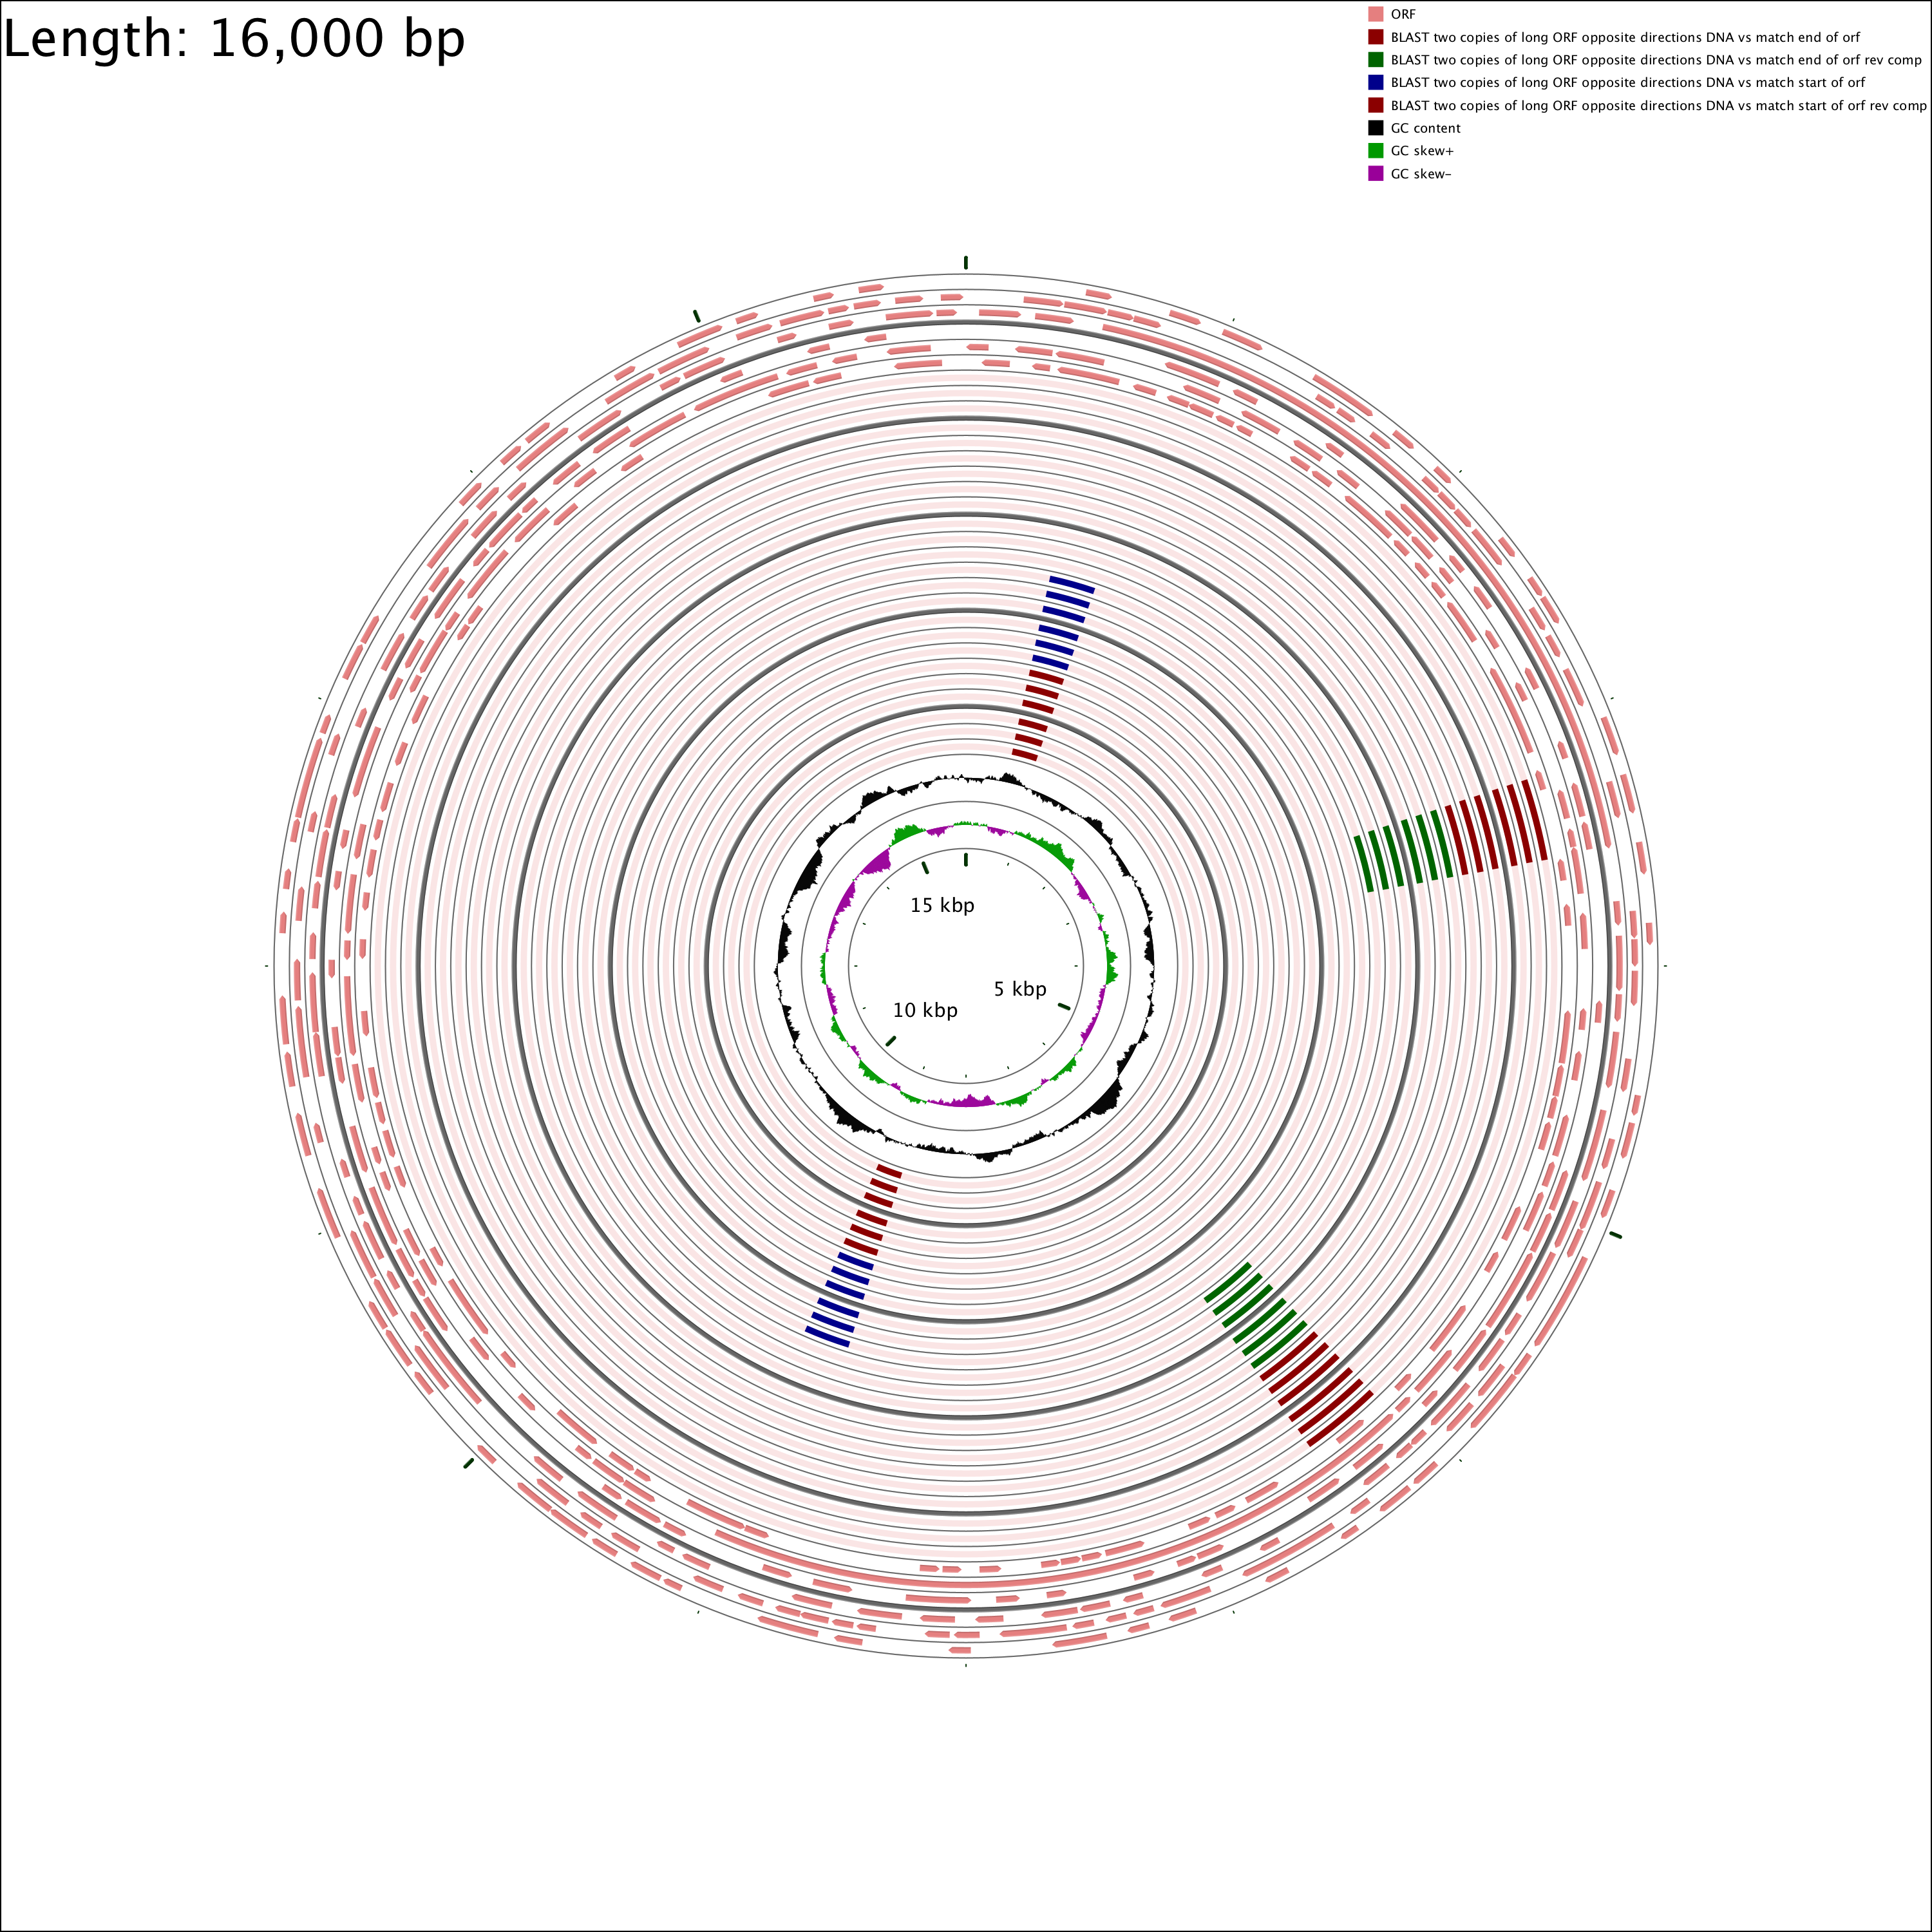 Length: 16,000 bp
ORF
BLAST two copies of long ORF opposite directions DNA vs match end of orf
BLAST two copies of long ORF opposite directions DNA vs match end of orf rev comp
BLAST two copies of long ORF opposite directions DNA vs match start of orf
BLAST two copies of long ORF opposite directions DNA vs match start of orf rev comp
GC content
GC skew+
GC skew-
15 kbp
5 kbp
10 kbp